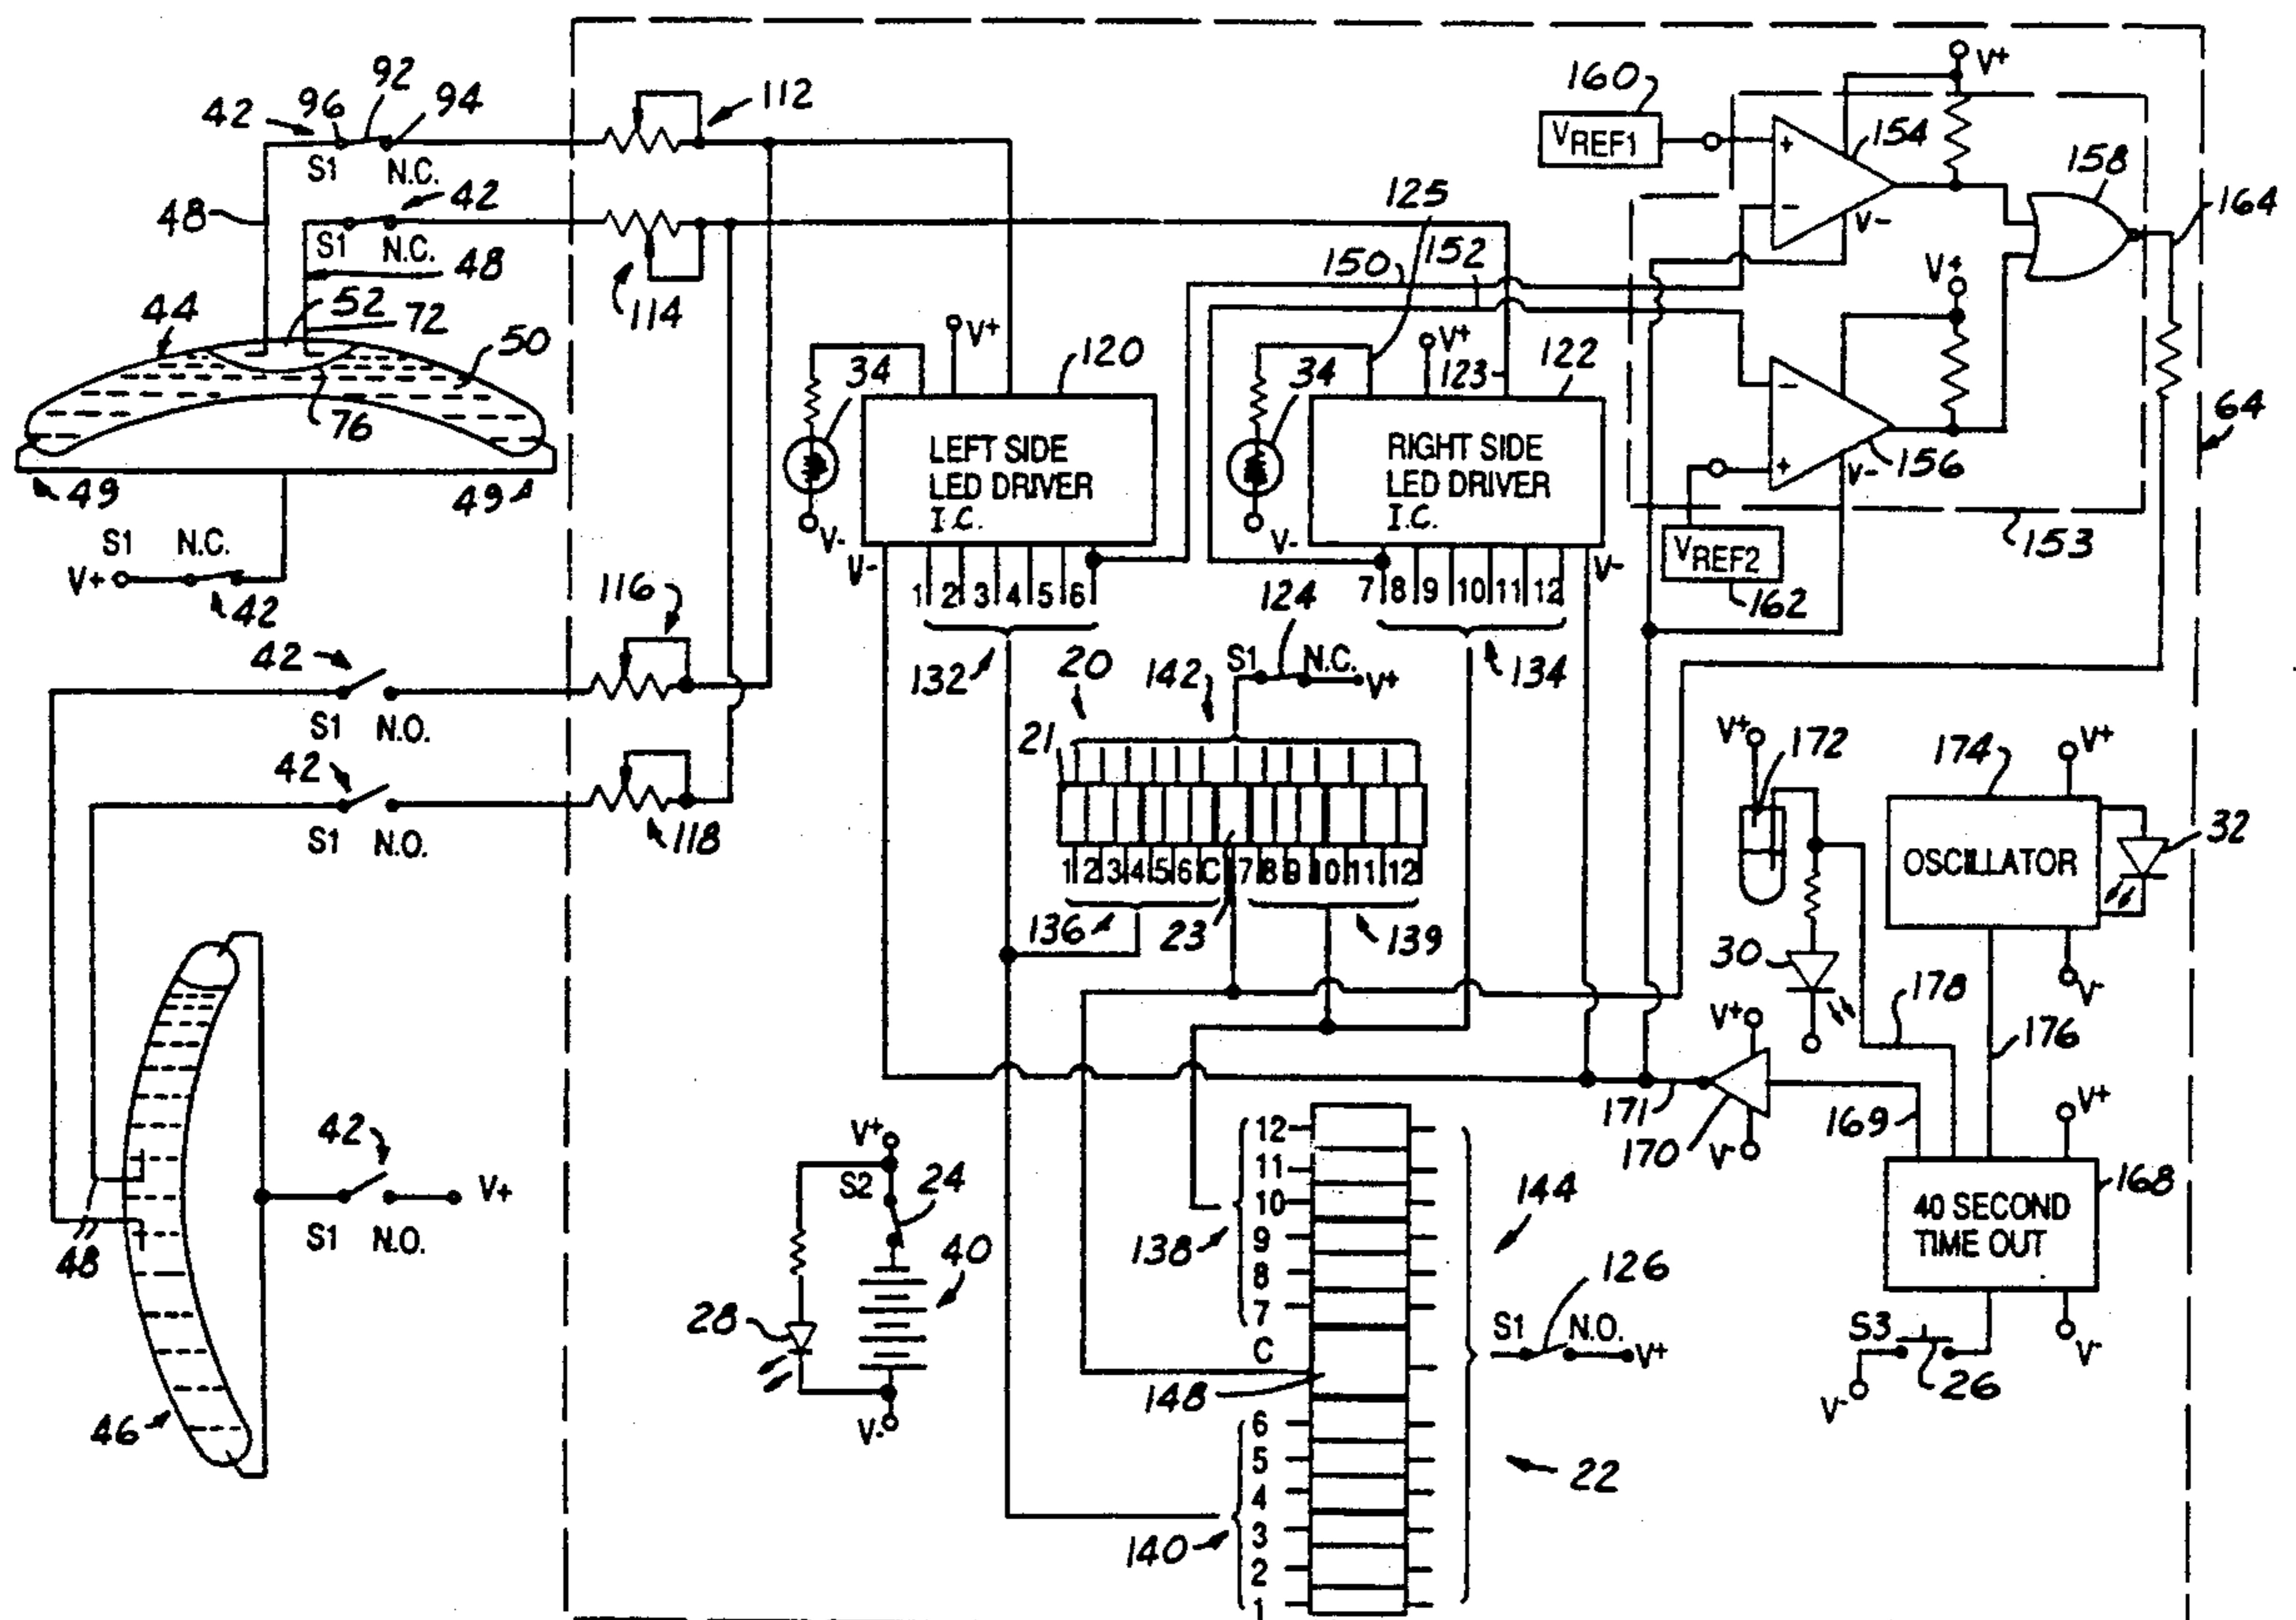 42
96
92
94
S1 N.C.
112
48
42
S1 N.C.
48
114
44
52
72
50
76
49
49
S1 N.C.
V+
42
116
42
S1 N.O.
42
S1 N.O.
118
48
46
42
S1 N.O.
V+
160
VREF1
+
−
154
V+
V-
158
164
125
150
152
V+
−
+
156
V-
64
153
VREF2
162
34
V-
V+
120
LEFT SIDE
LED DRIVER
I.C.
V-
1 2 3 4 5 6
132
34
V-
V+
123
122
RIGHT SIDE
LED DRIVER
I.C.
V-
7 8 9 10 11 12
134
124
S1 N.C.
V+
20
142
21
1 2 3 4 5 6 C 7 8 9 10 11 12
136
23
139
V+
172
174
V+
OSCILLATOR
32
V-
30
178
176
V+
171
170
V-
169
V+
168
40 SECOND
TIME OUT
V-
S3
26
V-
V+
S2
24
40
28
V-
12
11
10
9
8
7
C
6
5
4
3
2
1
138
148
140
144
126
S1 N.O.
V+
22